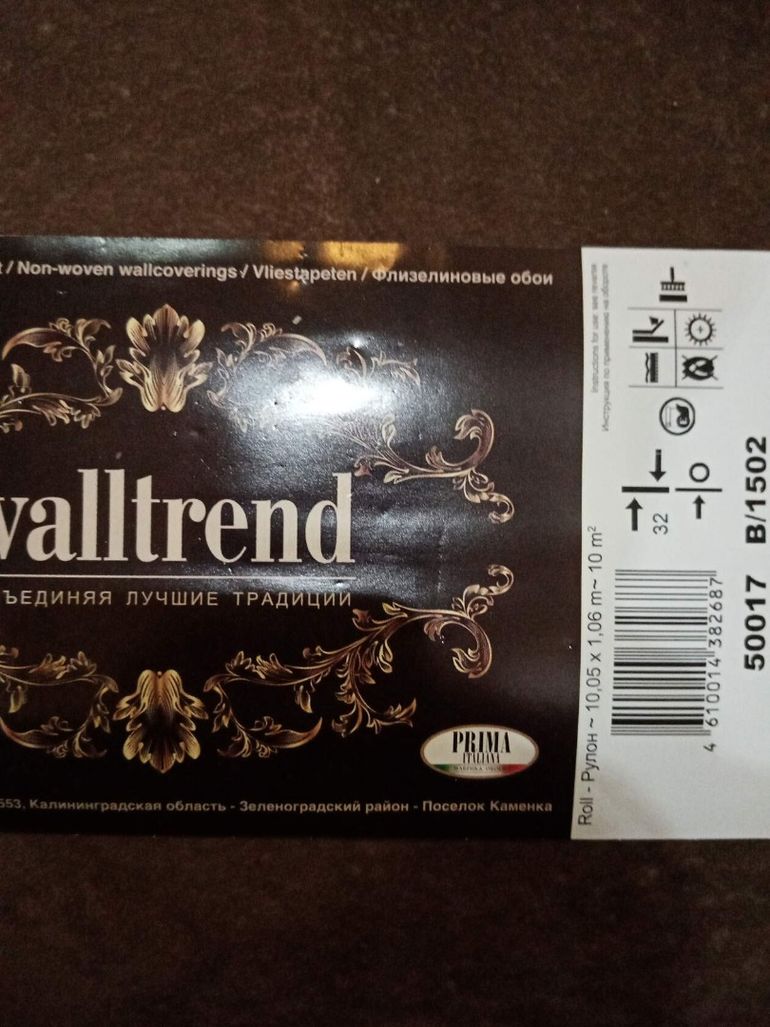 / Non-woven wallcoverings / Vliestapeten / Флизелиновые обои
walltrend
ЪЕДИНЯЯ ЛУЧШИЕ ТРАДИЦИИ
PRIMA
ITALIANA
553, Калининградская область - Зеленоградский район - Поселок Каменка
Instructions for use: see reverse
Инструкция по применению на обороте
32
Roll - Рулон ~ 10,05 x 1,06 m~ 10 m²
4 610014 382687
50017 B/1502